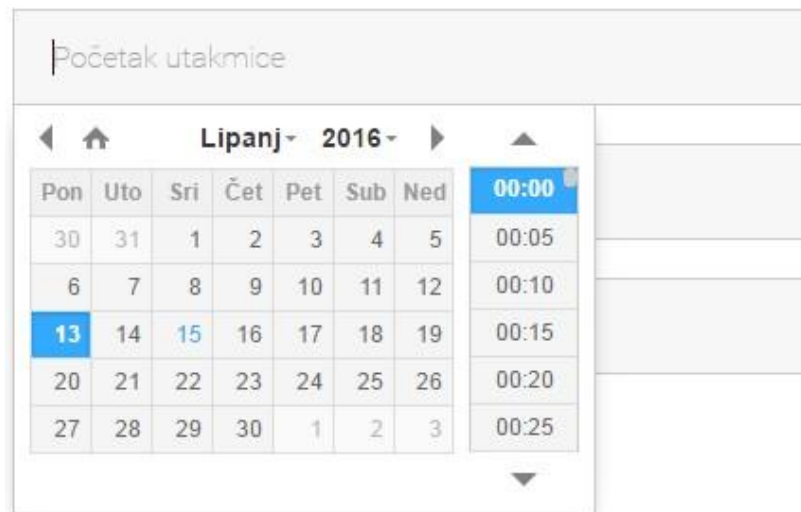 Početak utakmice
Lipanj 2016
Pon Uto Sri Čet Pet Sub Ned
30 31 1 2 3 4 5
6 7 8 9 10 11 12
13 14 15 16 17 18 19
20 21 22 23 24 25 26
27 28 29 30 1 2 3
00:00
00:05
00:10
00:15
00:20
00:25